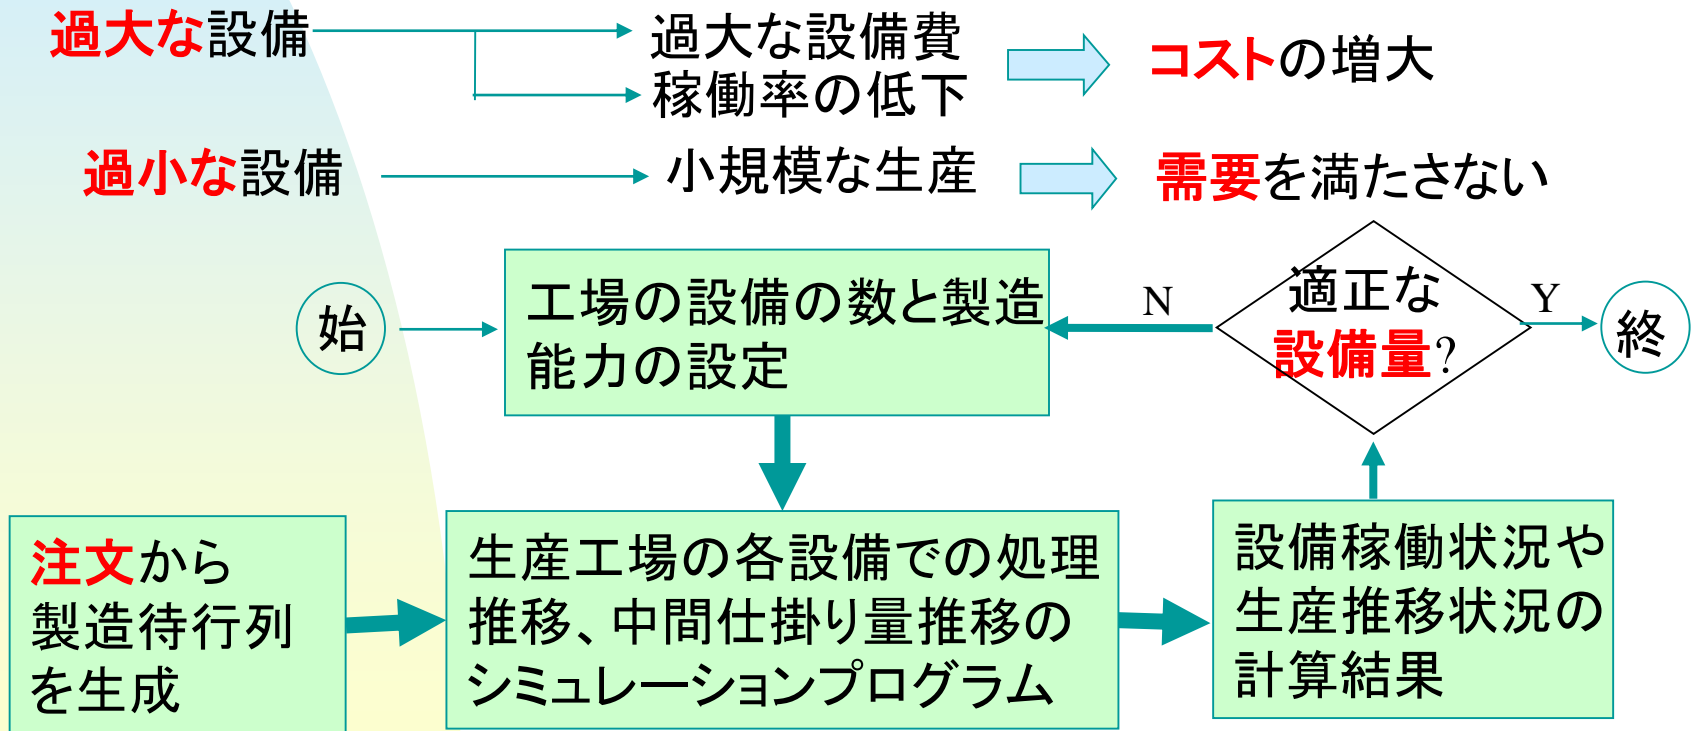 過大な設備
過大な設備費
稼働率の低下
コストの増大
過小な設備
小規模な生産
需要を満たさない
始
工場の設備の数と製造
能力の設定
N
適正な
設備量?
Y
終
注文から
製造待行列
を生成
生産工場の各設備での処理
推移、中間仕掛り量推移の
シミュレーションプログラム
設備稼働状況や
生産推移状況の
計算結果